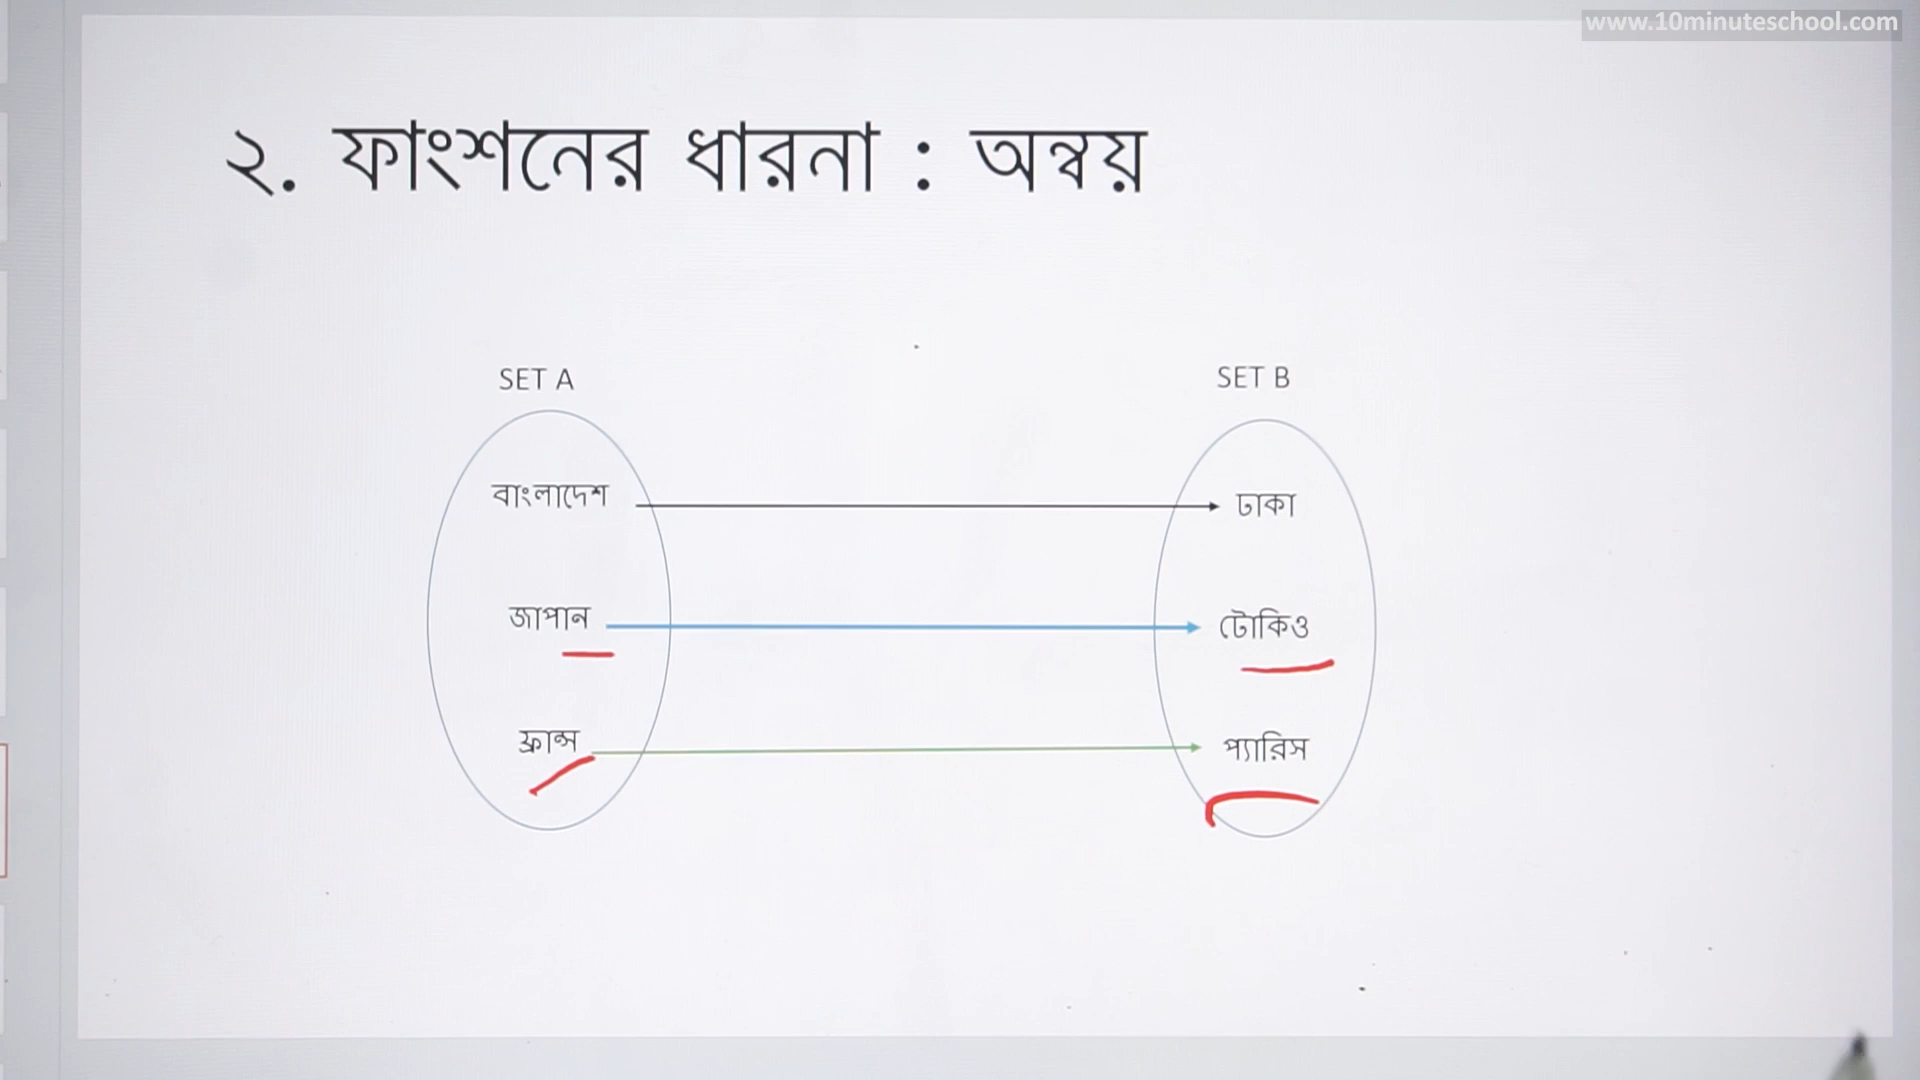 www.10minuteschool.com
২. ফাংশনের ধারনা : অন্বয়
SET A
SET B
বাংলাদেশ
ঢাকা
জাপান
টোকিও
ফ্রান্স
প্যারিস